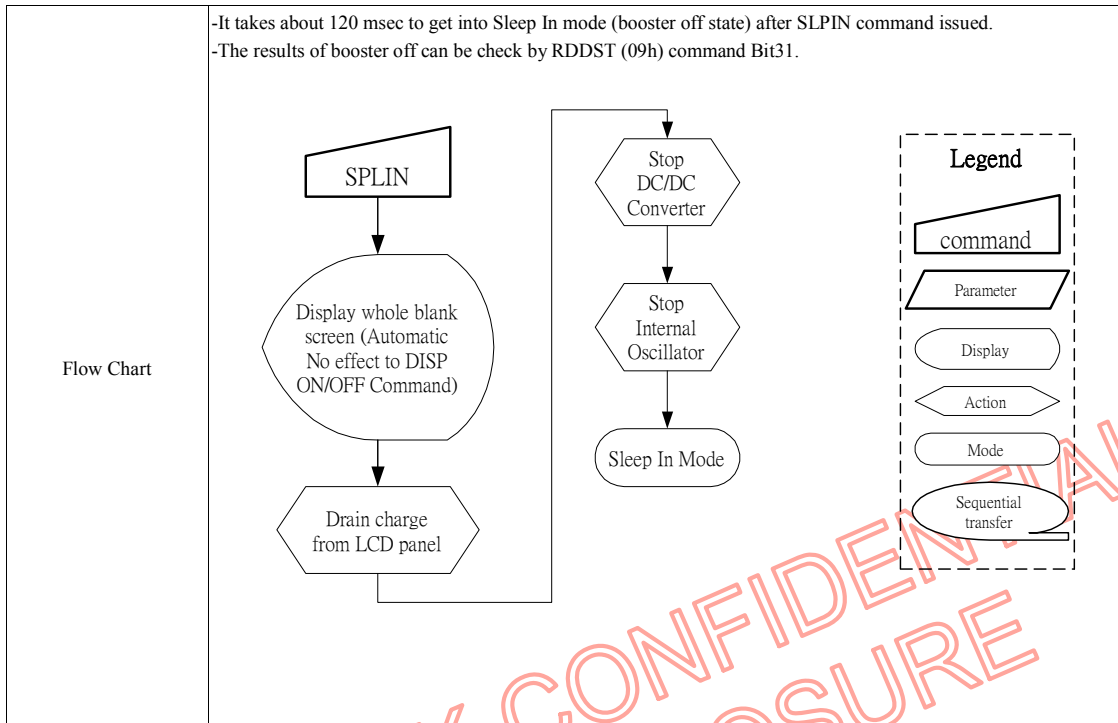 -It takes about 120 msec to get into Sleep In mode (booster off state) after SLPIN command issued.
-The results of booster off can be check by RDDST (09h) command Bit31.
Flow Chart
SPLIN
Display whole blank
screen (Automatic
No effect to DISP
ON/OFF Command)
Drain charge
from LCD panel
Stop
DC/DC
Converter
Stop
Internal
Oscillator
Sleep In Mode
Legend
command
Parameter
Display
Action
Mode
Sequential
transfer
CONFIDENTIAL